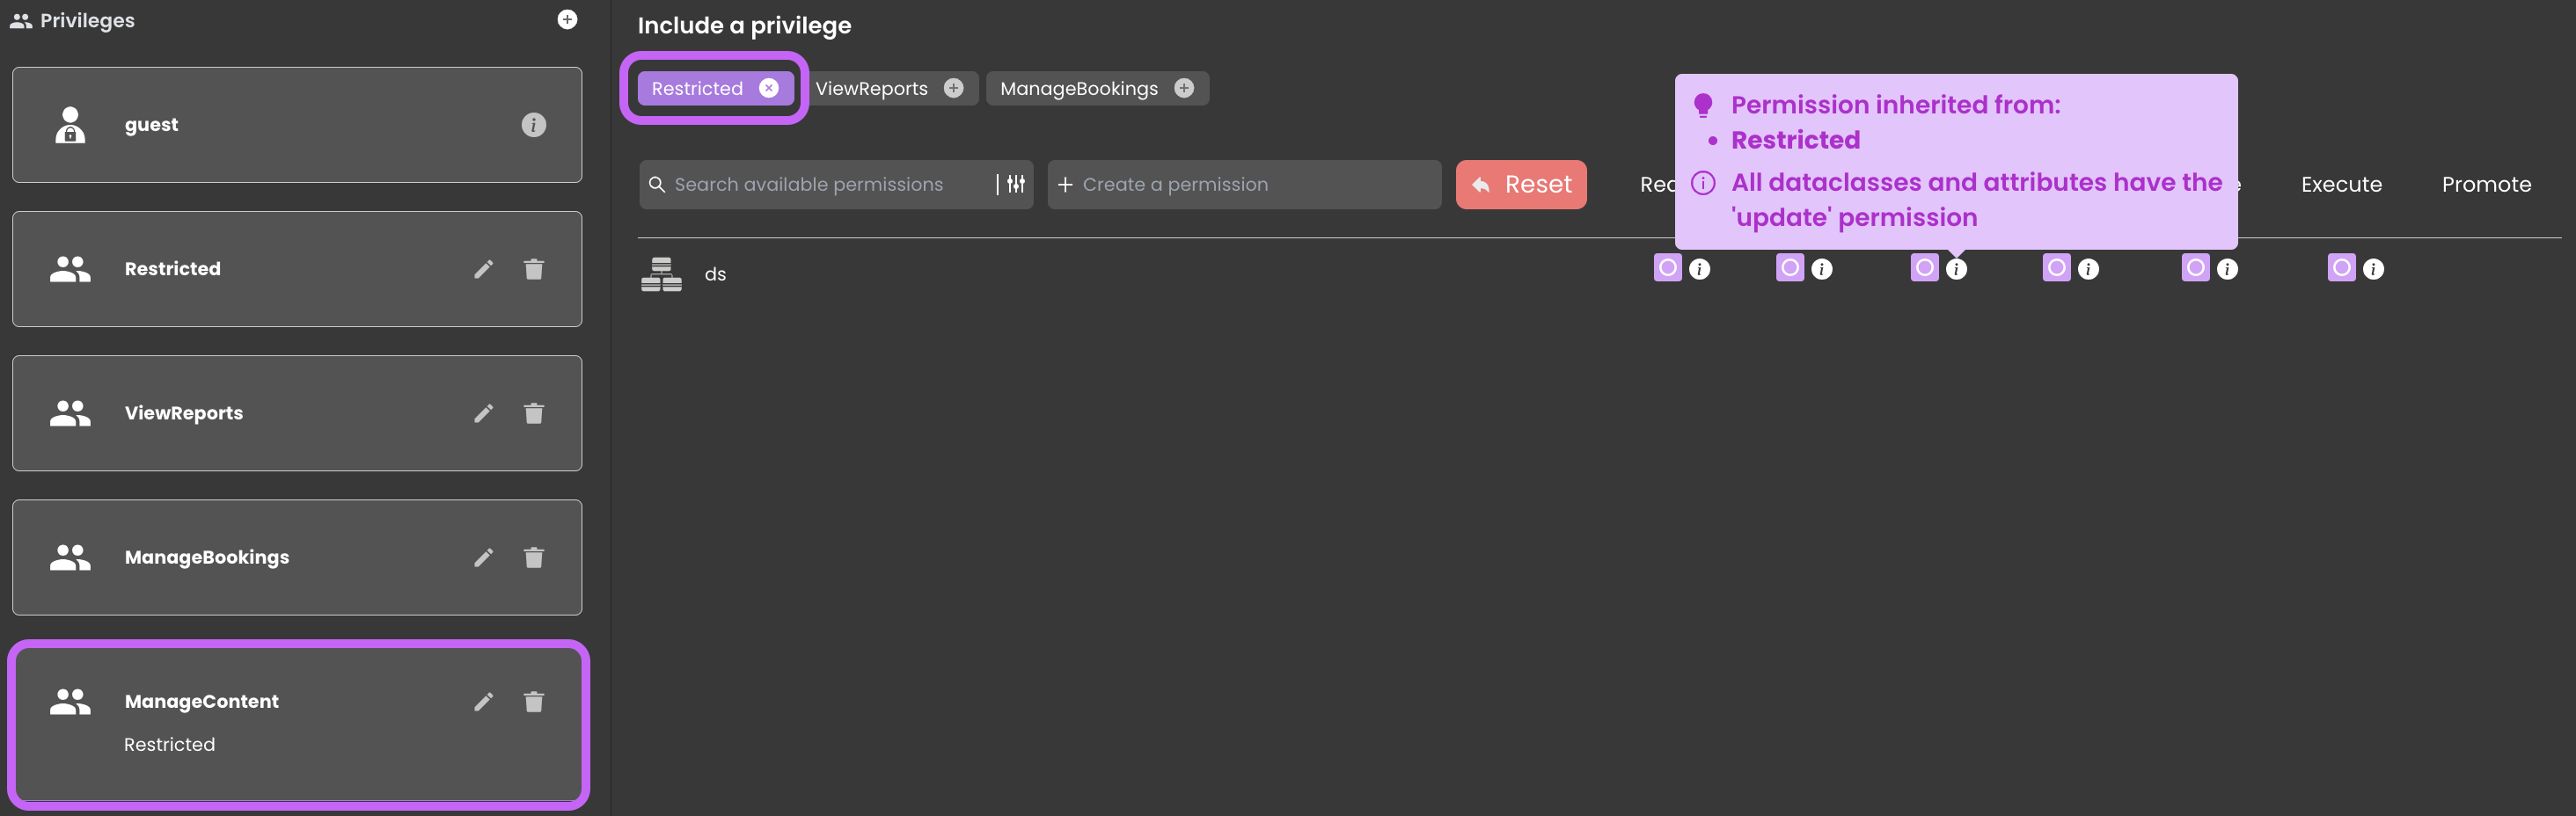 Privileges
guest
Restricted
ViewReports
ManageBookings
ManageContent
Restricted
Include a privilege
Restricted
ViewReports
ManageBookings
Search available permissions
Create a permission
Reset
Execute
Promote
Permission inherited from:
• Restricted
All dataclasses and attributes have the
'update' permission
ds